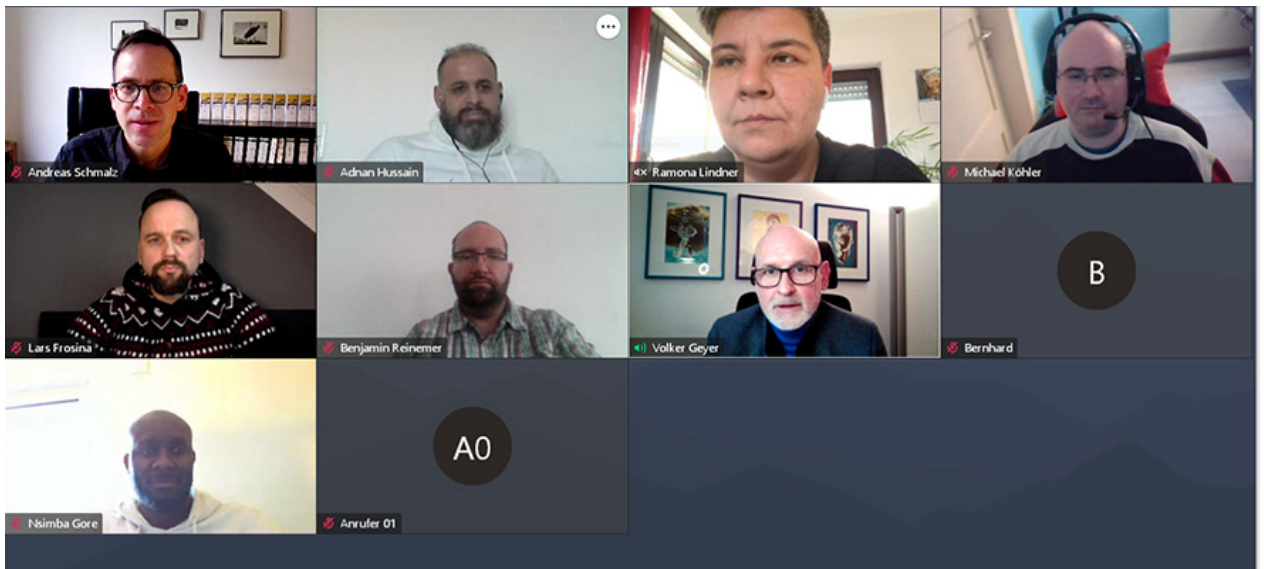 Andreas Schmalz
Adnan Hussain
Ramona Lindner
Michael Köhler
Lars Frosina
Benjamin Reinemer
Volker Geyer
B
Bernhard
Nsimba Gore
A0
Anrufer 01